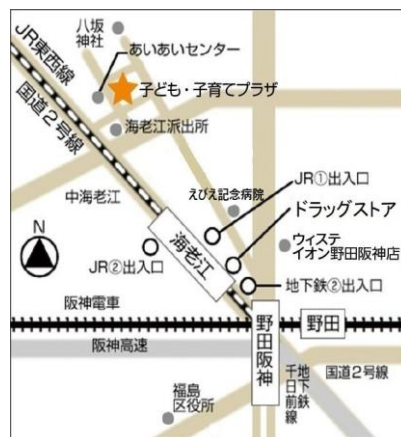 八坂
神社
あいあいセンター
JR東西線
国道2号線
子ども・子育てプラザ
海老江派出所
中海老江
えびえ記念病院
JR①出入口
ドラッグストア
N
海老江
ウィステ
イオン野田阪神店
JR②出入口
地下鉄②出入口
阪神電車
野田阪神
野田
阪神高速
地下鉄
千日前線
国道2号線
福島
区役所